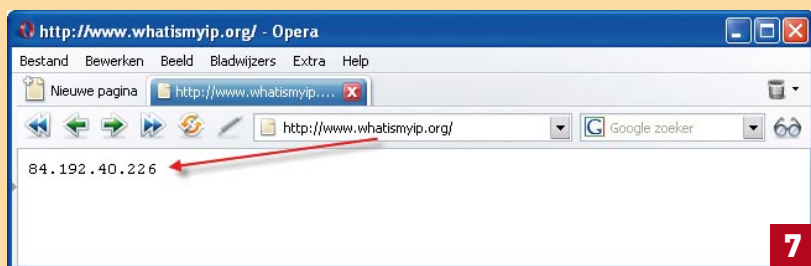 http://www.whatismyip.org/ - Opera
Bestand Bewerken Beeld Bladwijzers Extra Help
Nieuwe pagina http://www.whatismyip....
http://www.whatismyip.org/ G Google zoeker
84.192.40.226
7